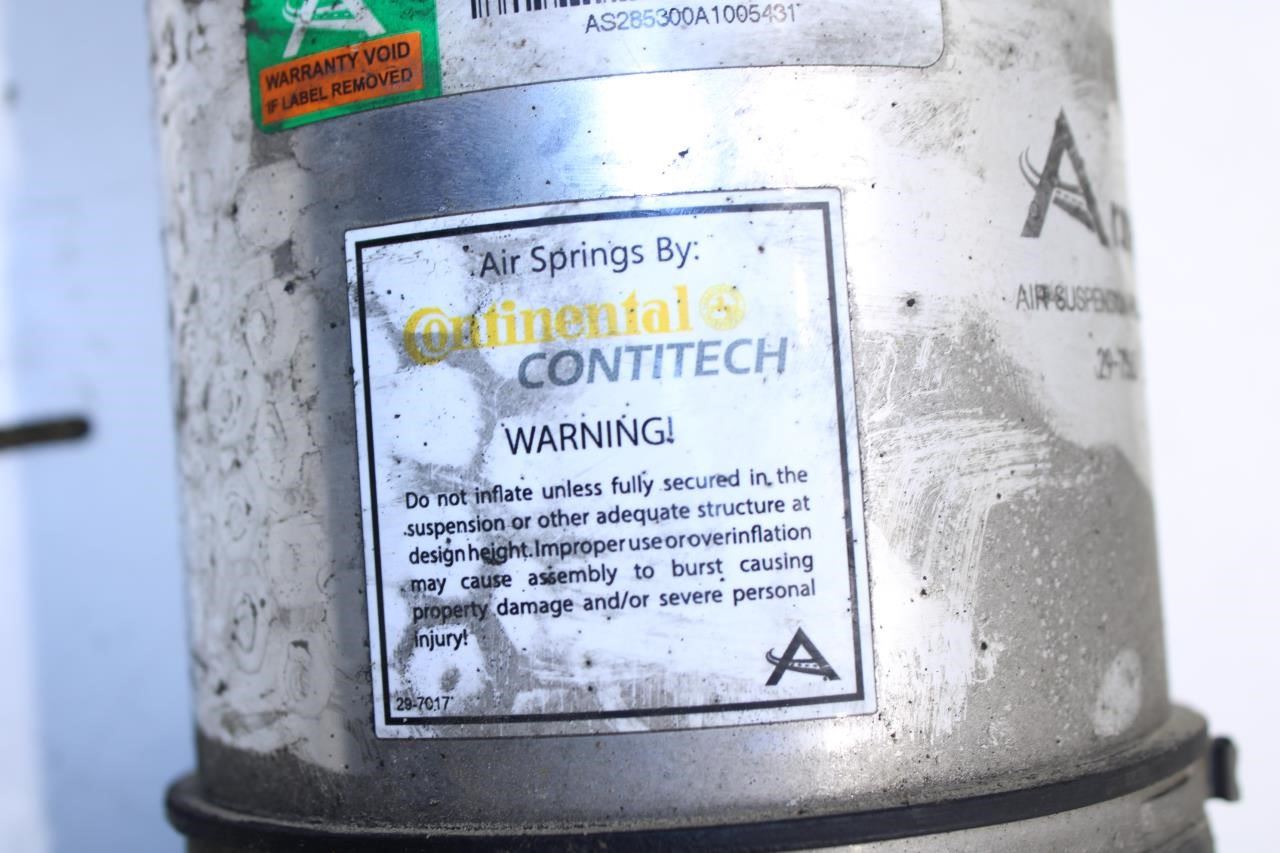 AS285300A1005431
WARRANTY VOID
IF LABEL REMOVED
Air Springs By:
Continental
CONTITECH
WARNING!
Do not inflate unless fully secured in the
suspension or other adequate structure at
design height. Improper use or overinflation
may cause assembly to burst causing
property damage and/or severe personal
injury!
29-7017
AIR SUSPENSION